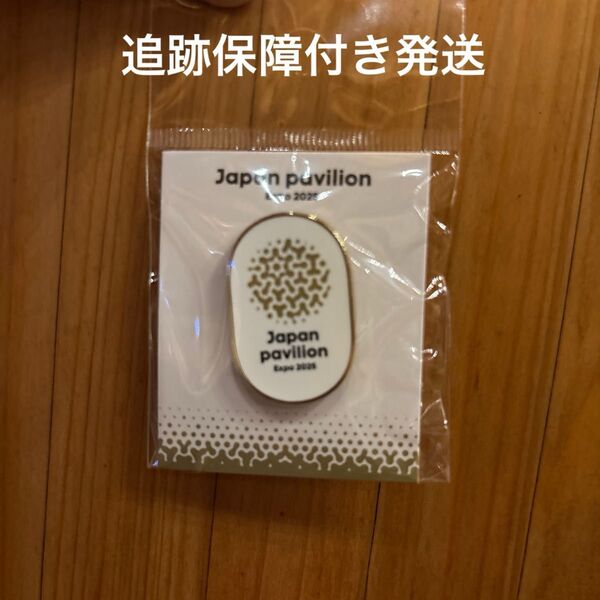 追跡保障付き発送
Japan pavilion
Expo 2025
Japan
pavilion
Expo 2025